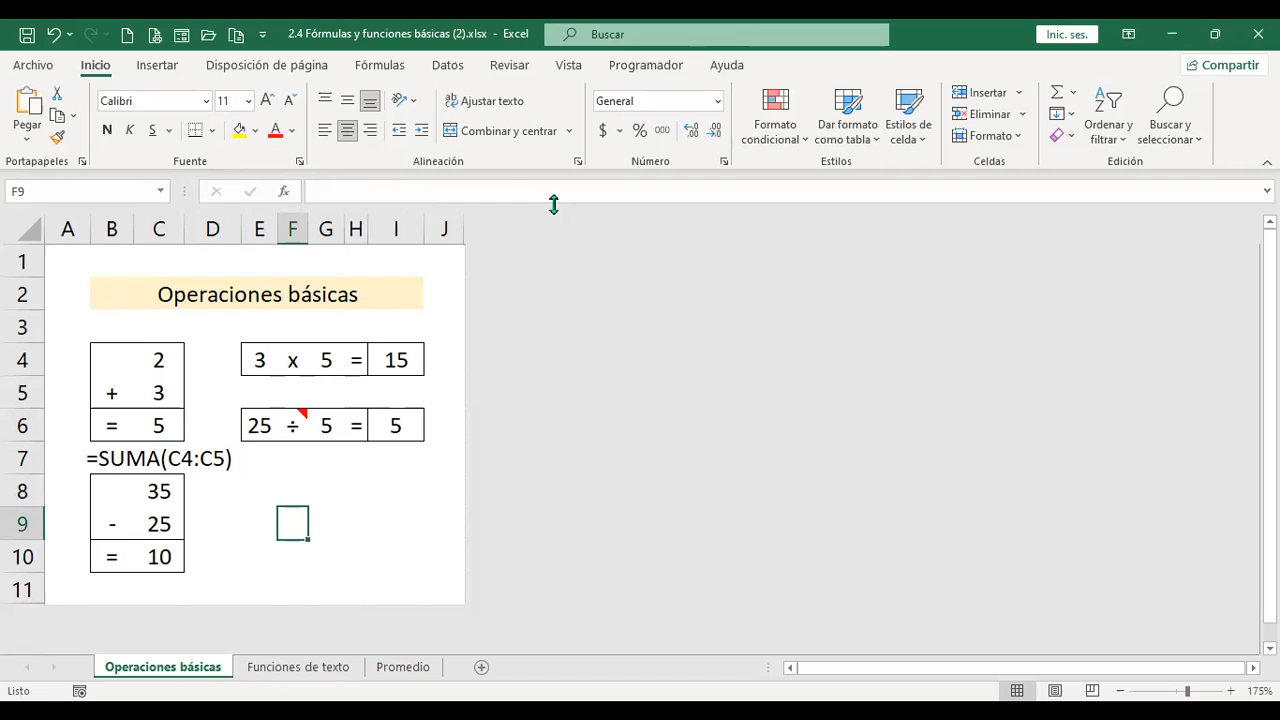 2.4 Fórmulas y funciones básicas (2).xlsx - Excel
Buscar
Inic. ses.
Archivo Inicio Insertar Disposición de página Fórmulas Datos Revisar Vista Programador Ayuda Compartir
Pegar
Portapapeles
Calibri 11
N K S
Fuente
Ajustar texto
Combinar y centrar
Alineación
General
$ % 000
Número
Formato condicional
Dar formato como tabla
Estilos de celda
Estilos
Insertar
Eliminar
Formato
Celdas
Ordenar y filtrar
Buscar y seleccionar
Edición
F9 fx
A B C D E F G H I J
1
2 Operaciones básicas
3
4 2 3 x 5 = 15
5 + 3
6 = 5 25 ÷ 5 = 5
7 =SUMA(C4:C5)
8 35
9 - 25
10 = 10
11
Operaciones básicas Funciones de texto Promedio
Listo 175%